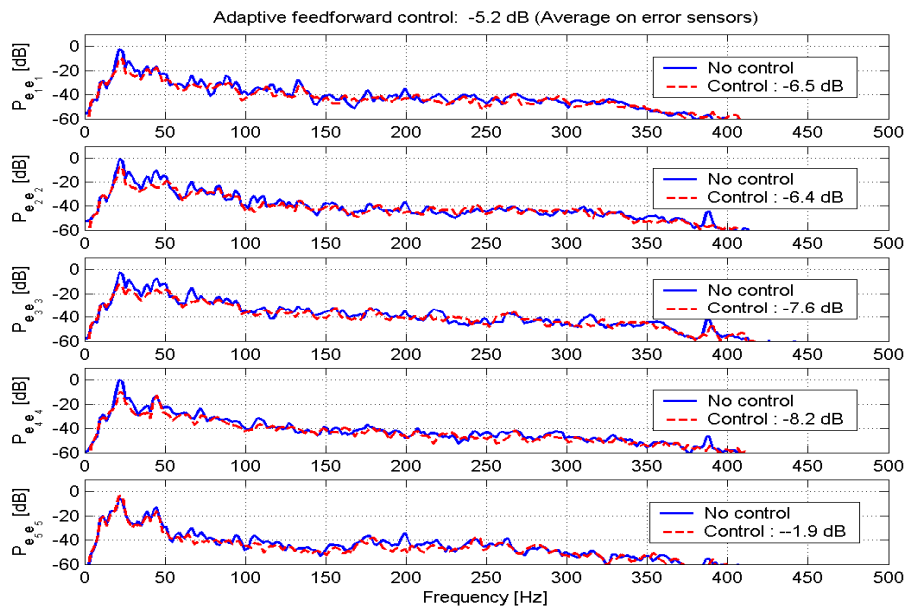 Adaptive feedforward control: -5.2 dB (Average on error sensors)
P e₁e₁ [dB]
0
-20
-40
-60
No control
Control : -6.5 dB
0 50 100 150 200 250 300 350 400 450 500
P e₂e₂ [dB]
0
-20
-40
-60
No control
Control : -6.4 dB
0 50 100 150 200 250 300 350 400 450 500
P e₃e₃ [dB]
0
-20
-40
-60
No control
Control : -7.6 dB
0 50 100 150 200 250 300 350 400 450 500
P e₄e₄ [dB]
0
-20
-40
-60
No control
Control : -8.2 dB
0 50 100 150 200 250 300 350 400 450 500
P e₅e₅ [dB]
0
-20
-40
-60
No control
Control : --1.9 dB
0 50 100 150 200 250 300 350 400 450 500
Frequency [Hz]